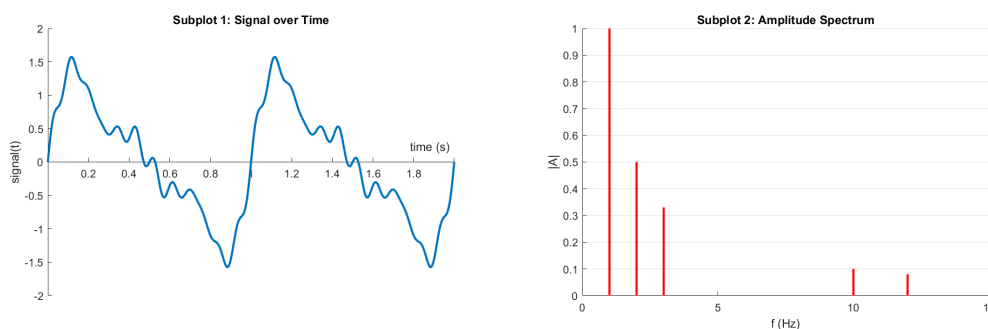 Subplot 1: Signal over Time
2
1.5
1
0.5
0
-0.5
-1
-1.5
-2
signal(t)
0.2 0.4 0.6 0.8 1 1.2 1.4 1.6 1.8 2
time (s)
Subplot 2: Amplitude Spectrum
1
0.9
0.8
0.7
0.6
0.5
0.4
0.3
0.2
0.1
0
|A|
0 5 10
f (Hz)